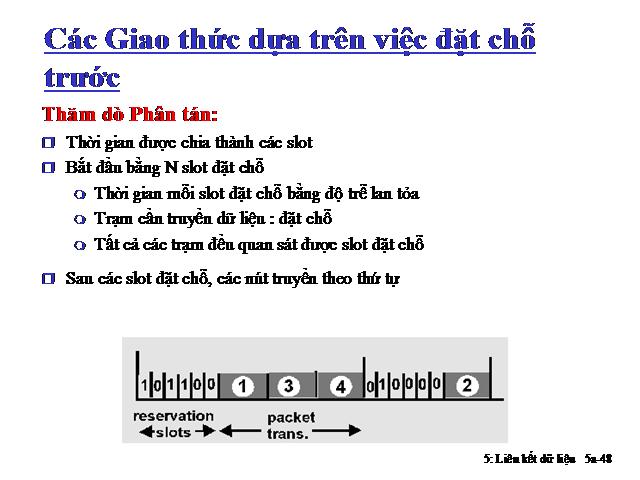 Các Giao thức dựa trên việc đặt chỗ
trước
Thăm dò Phân tán:
Thời gian được chia thành các slot
Bắt đầu bằng N slot đặt chỗ
Thời gian mỗi slot đặt chỗ bằng độ trễ lan tỏa
Trạm cần truyền dữ liệu : đặt chỗ
Tất cả các trạm đều quan sát được slot đặt chỗ
Sau các slot đặt chỗ, các nút truyền theo thứ tự
1 0 1 1 0 0 1 3 4 0 1 0 0 0 0 2
reservation packet
slots trans.
5: Liên kết dữ liệu 5a-48